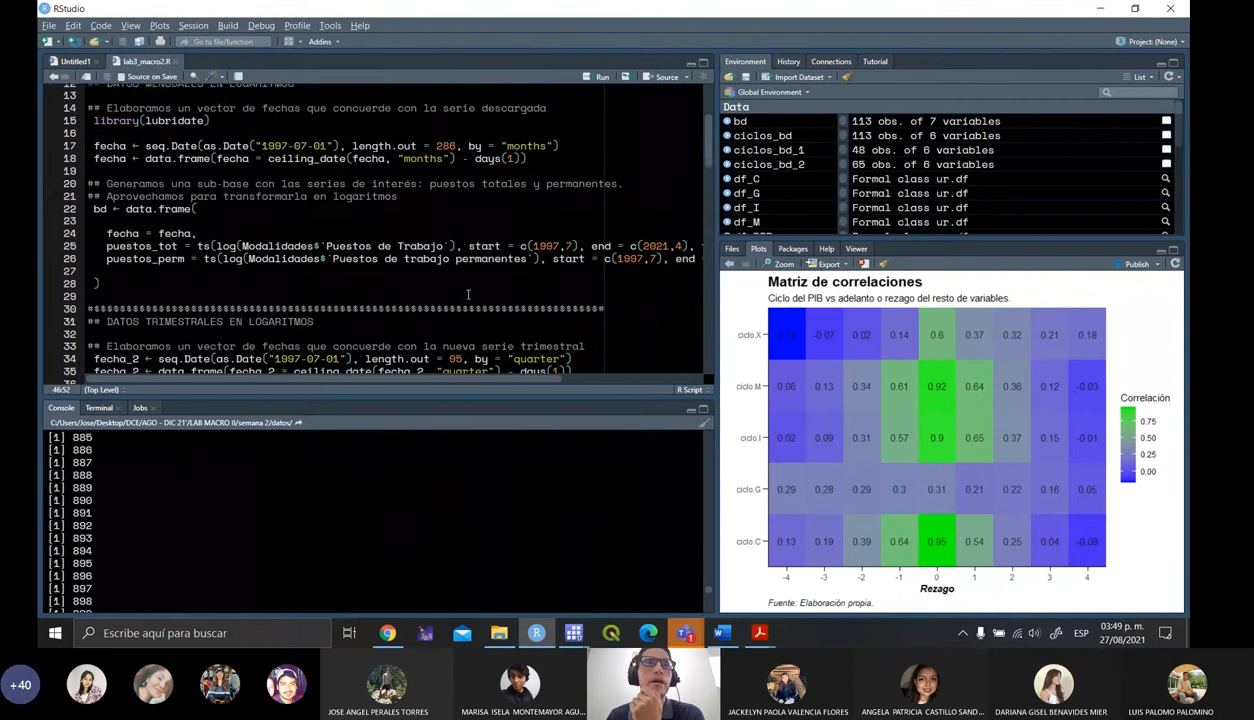 RStudio
File Edit Code View Plots Session Build Debug Profile Tools Help
Go to file/function
Addins
Project: (None)
Untitled1
lab3_macro2.R
Source on Save
Run
Source
12 ## DATOS MENSUALES EN LOGARITMOS
13
14 ## Elaboramos un vector de fechas que concuerde con la serie descargada
15 library(lubridate)
16
17 fecha <- seq.Date(as.Date("1997-07-01"), length.out = 286, by = "months")
18 fecha <- data.frame(fecha = ceiling_date(fecha, "months") - days(1))
20 ## Generamos una sub-base con las series de interés: puestos totales y permanentes.
21 ## Aprovechamos para transformarla en logaritmos
22 bd <- data.frame(
23
24 fecha = fecha,
25 puestos_tot = ts(log(Modalidades$`Puestos de Trabajo`), start = c(1997,7), end = c(2021,4),
26 puestos_perm = ts(log(Modalidades$`Puestos de trabajo permanentes`), start = c(1997,7), end
27
28 )
29
30 ################################################################################
31 ## DATOS TRIMESTRALES EN LOGARITMOS
32
33 ## Elaboramos un vector de fechas que concuerde con la nueva serie trimestral
34 fecha_2 <- seq.Date(as.Date("1997-07-01"), length.out = 95, by = "quarter")
35 fecha_2 <- data.frame(fecha_2 = ceiling_date(fecha_2, "quarter") - days(1))
46:52 (Top Level) R Script
Console Terminal Jobs
C:/Users/Jose/Desktop/DCE/AGO - DIC 21'/LAB MACRO II/semana 2/datos/
[1] 885
[1] 886
[1] 887
[1] 888
[1] 889
[1] 890
[1] 891
[1] 892
[1] 893
[1] 894
[1] 895
[1] 896
[1] 897
[1] 898
Environment History Connections Tutorial
Import Dataset
List
Global Environment
Data
bd 113 obs. of 7 variables
ciclos_bd 113 obs. of 6 variables
ciclos_bd_1 48 obs. of 6 variables
ciclos_bd_2 65 obs. of 6 variables
df_C Formal class ur.df
df_G Formal class ur.df
df_I Formal class ur.df
df_M Formal class ur.df
Files Plots Packages Help Viewer
Zoom Export Publish
Matriz de correlaciones
Ciclo del PIB vs adelanto o rezago del resto de variables.
ciclo.X -0.07 0.02 0.14 0.6 0.37 0.32 0.21 0.18
ciclo.M 0.06 0.13 0.34 0.61 0.92 0.64 0.36 0.12 -0.03
ciclo.I 0.02 0.09 0.31 0.57 0.9 0.65 0.37 0.15 -0.01
ciclo.G 0.29 0.28 0.29 0.3 0.31 0.21 0.22 0.16 0.05
ciclo.C 0.13 0.19 0.39 0.64 0.95 0.54 0.25 0.04 -0.08
-4 -3 -2 -1 0 1 2 3 4
Rezago
Fuente: Elaboración propia.
Correlación
0.75
0.50
0.25
0.00
Escribe aquí para buscar
ESP
03:49 p. m.
27/08/2021
+40
JOSE ANGEL PERALES TORRES
MARISA ISELA MONTEMAYOR AGU...
JACKELYN PAOLA VALENCIA FLORES
ANGELA PATRICIA CASTILLO SAND...
DARIANA GISEL BENAVIDES MIER
LUIS PALOMO PALOMINO